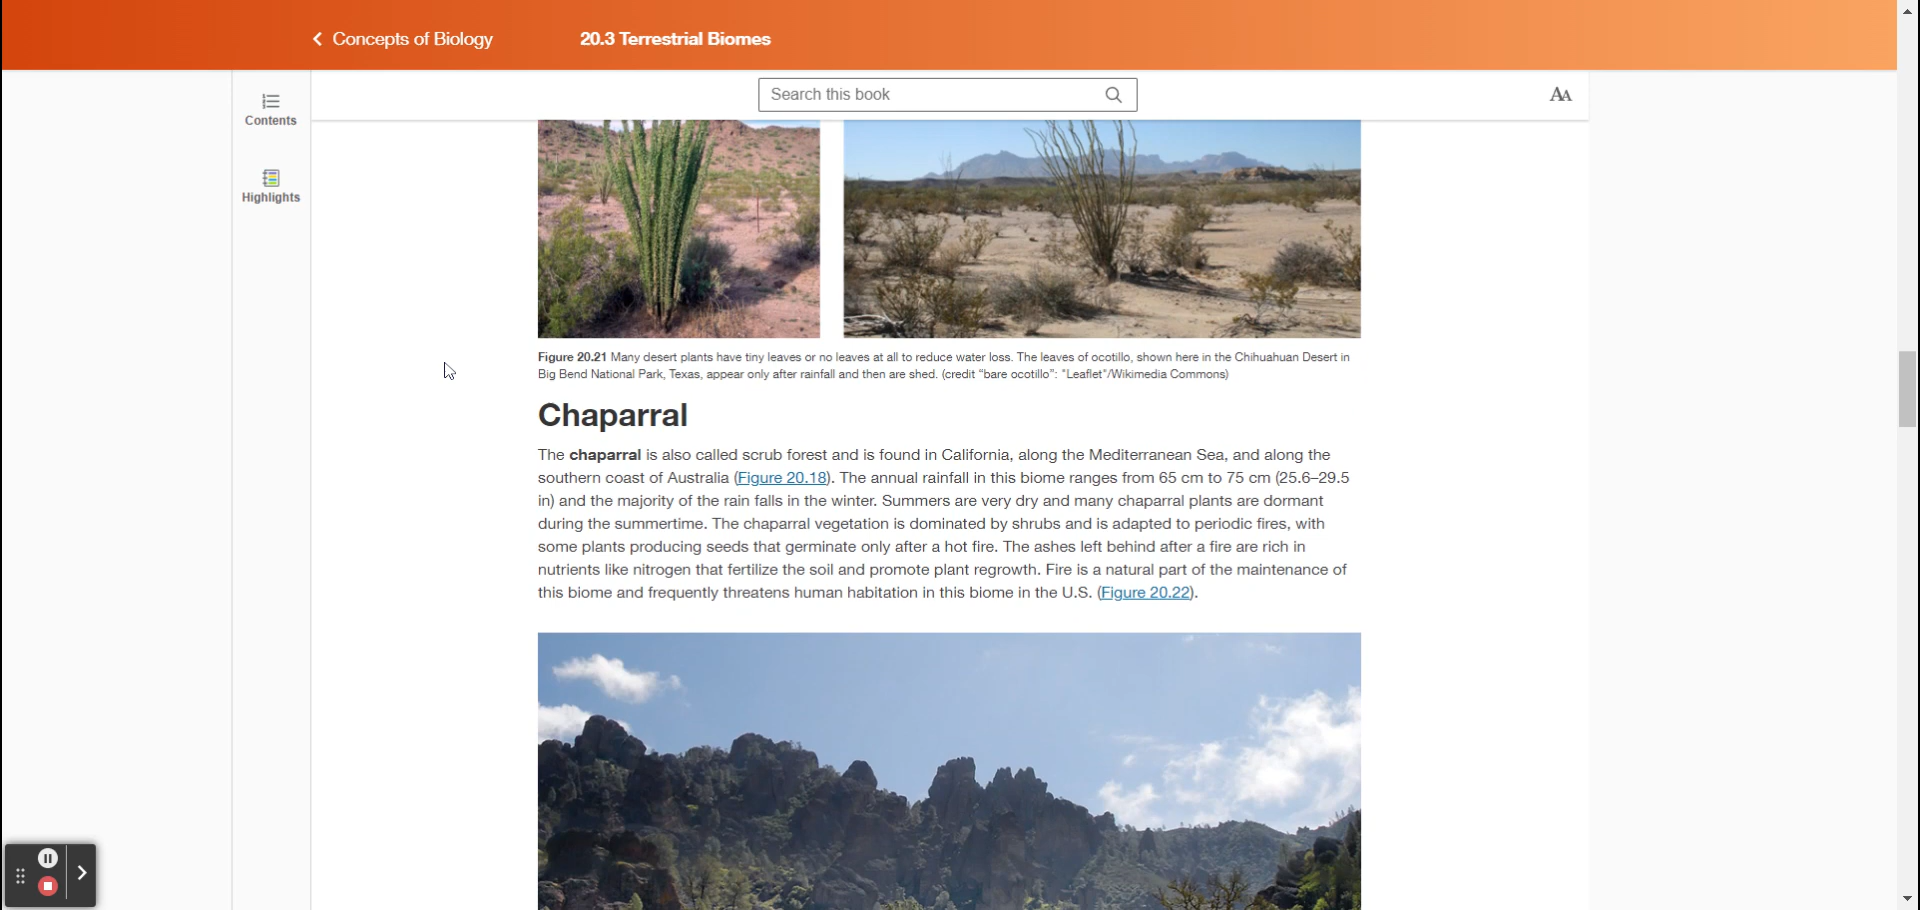 Concepts of Biology
20.3 Terrestrial Biomes
Search this book
AA
Contents
Highlights
Figure 20.21 Many desert plants have tiny leaves or no leaves at all to reduce water loss. The leaves of ocotillo, shown here in the Chihuahuan Desert in
Big Bend National Park, Texas, appear only after rainfall and then are shed. (credit “bare ocotillo”: "Leaflet"/Wikimedia Commons)
Chaparral
The chaparral is also called scrub forest and is found in California, along the Mediterranean Sea, and along the
southern coast of Australia (Figure 20.18). The annual rainfall in this biome ranges from 65 cm to 75 cm (25.6–29.5
in) and the majority of the rain falls in the winter. Summers are very dry and many chaparral plants are dormant
during the summertime. The chaparral vegetation is dominated by shrubs and is adapted to periodic fires, with
some plants producing seeds that germinate only after a hot fire. The ashes left behind after a fire are rich in
nutrients like nitrogen that fertilize the soil and promote plant regrowth. Fire is a natural part of the maintenance of
this biome and frequently threatens human habitation in this biome in the U.S. (Figure 20.22).